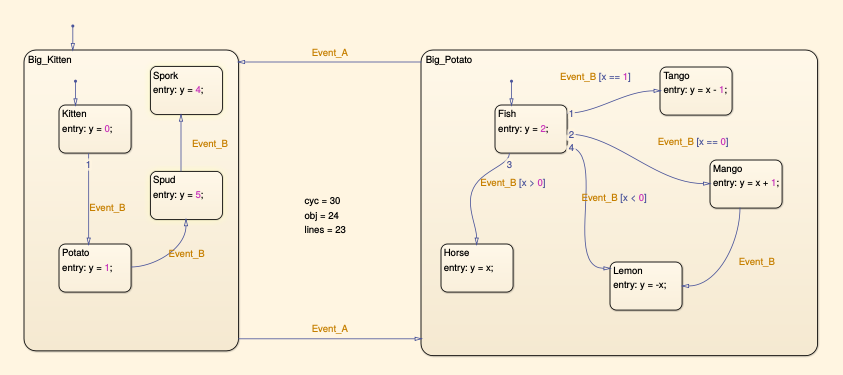 Big_Kitten
Kitten
entry: y = 0;
1
Event_B
Potato
entry: y = 1;
Event_B
Spud
entry: y = 5;
Event_B
Spork
entry: y = 4;
Event_A
cyc = 30
obj = 24
lines = 23
Event_A
Big_Potato
Fish
entry: y = 2;
1
2
4
3
Event_B [x == 1]
Tango
entry: y = x - 1;
Event_B [x == 0]
Mango
entry: y = x + 1;
Event_B [x > 0]
Event_B [x < 0]
Horse
entry: y = x;
Lemon
entry: y = -x;
Event_B